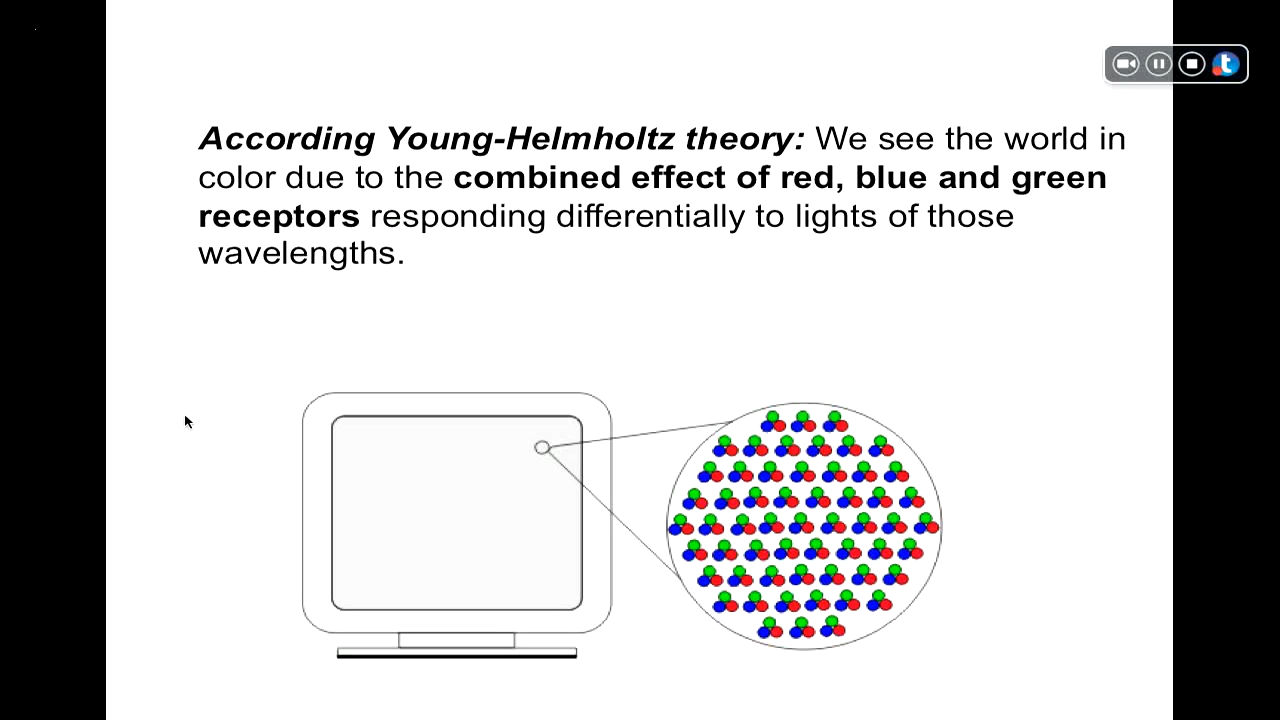 According Young-Helmholtz theory: We see the world in
color due to the combined effect of red, blue and green
receptors responding differentially to lights of those
wavelengths.
t